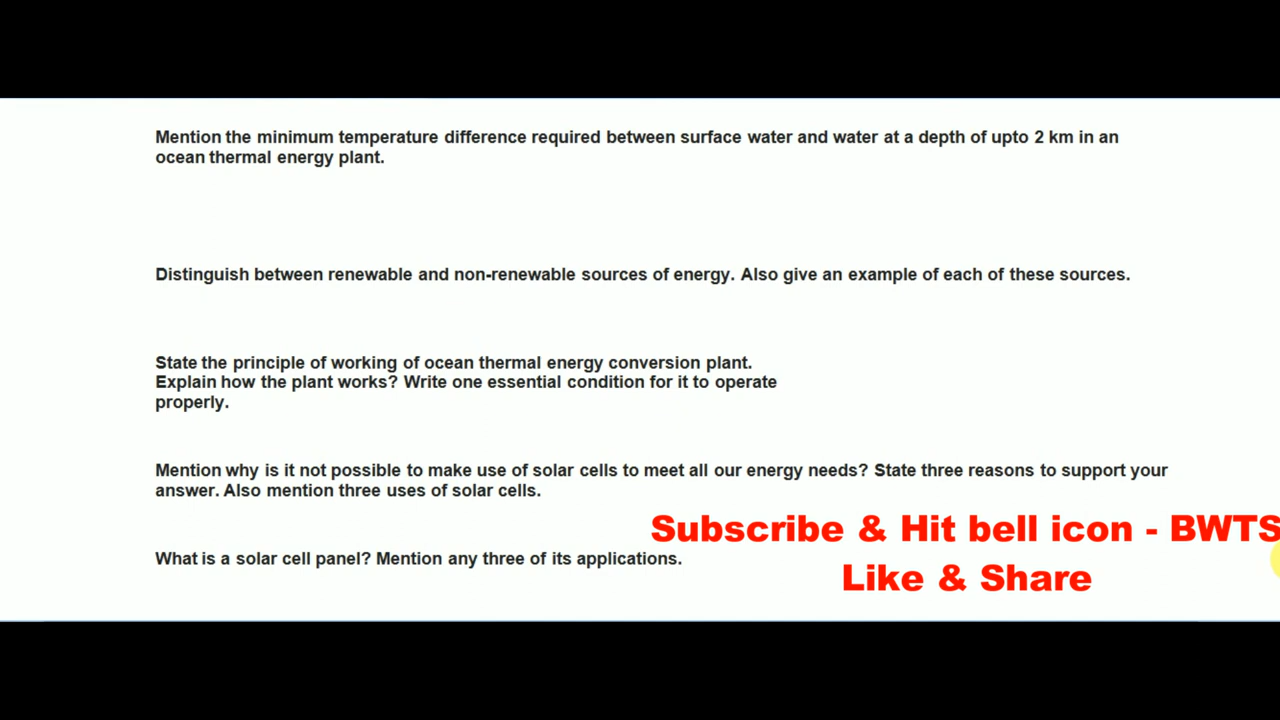 Mention the minimum temperature difference required between surface water and water at a depth of upto 2 km in an
ocean thermal energy plant.
Distinguish between renewable and non-renewable sources of energy. Also give an example of each of these sources.
State the principle of working of ocean thermal energy conversion plant.
Explain how the plant works? Write one essential condition for it to operate
properly.
Mention why is it not possible to make use of solar cells to meet all our energy needs? State three reasons to support your
answer. Also mention three uses of solar cells.
Subscribe & Hit bell icon - BWTS
What is a solar cell panel? Mention any three of its applications.
Like & Share